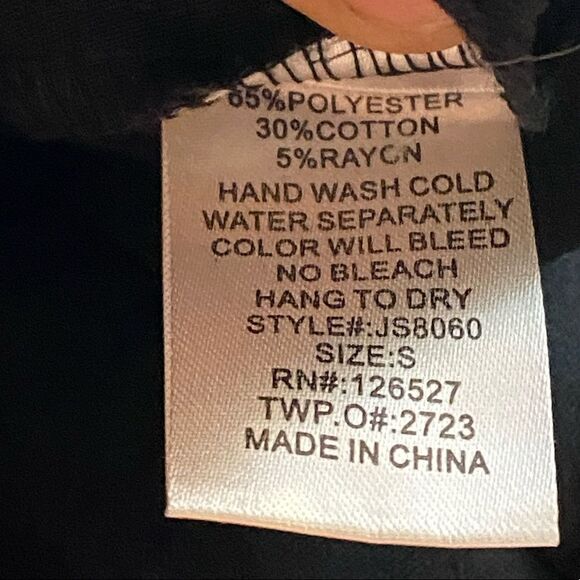 65%POLYESTER
30%COTTON
5%RAYON
HAND WASH COLD
WATER SEPARATELY
COLOR WILL BLEED
NO BLEACH
HANG TO DRY
STYLE#:JS8060
SIZE:S
RN#:126527
TWP.O#:2723
MADE IN CHINA